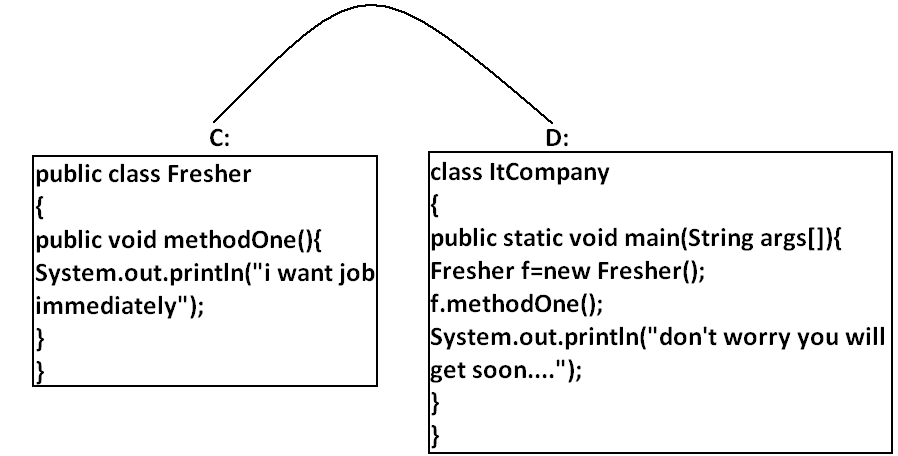 C:
public class Fresher
{
public void methodOne(){
System.out.println("i want job
immediately");
}
}
D:
class ItCompany
{
public static void main(String args[]){
Fresher f=new Fresher();
f.methodOne();
System.out.println("don't worry you will
get soon....");
}
}